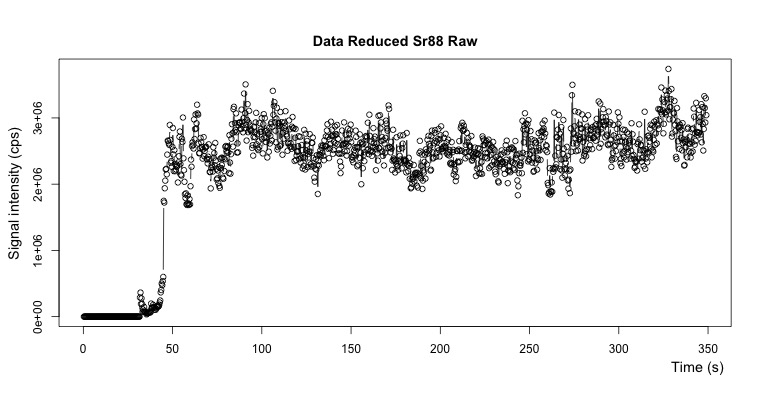 Data Reduced Sr88 Raw
Signal intensity (cps)
3e+06
2e+06
1e+06
0e+00
0 50 100 150 200 250 300 350
Time (s)